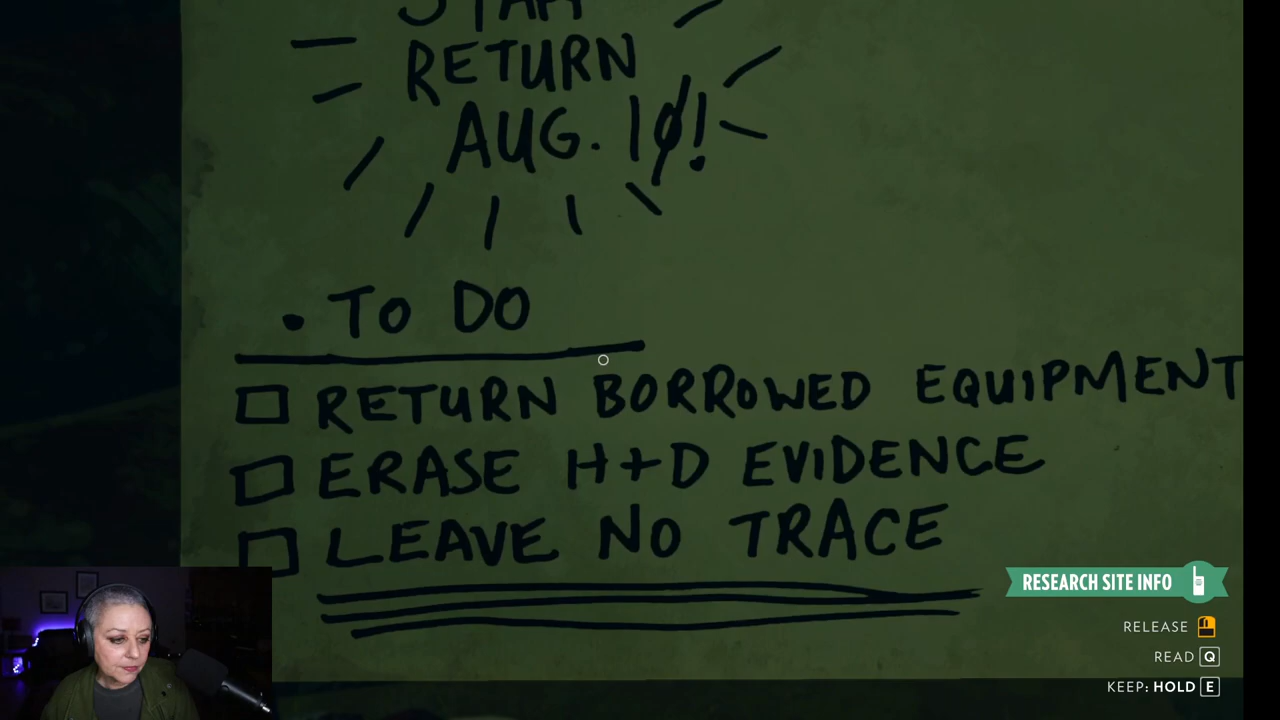 RETURN
AUG. 10!
• TO DO
RETURN BORROWED EQUIPMENT
ERASE H+D EVIDENCE
LEAVE NO TRACE
RESEARCH SITE INFO
RELEASE
READ Q
KEEP: HOLD E